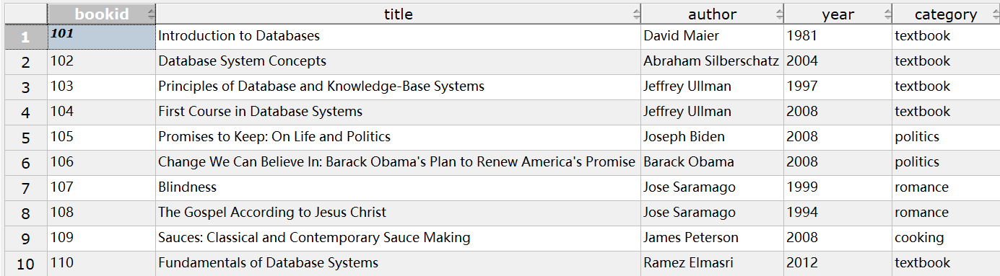 bookid title author year category
1 101 Introduction to Databases David Maier 1981 textbook
2 102 Database System Concepts Abraham Silberschatz 2004 textbook
3 103 Principles of Database and Knowledge-Base Systems Jeffrey Ullman 1997 textbook
4 104 First Course in Database Systems Jeffrey Ullman 2008 textbook
5 105 Promises to Keep: On Life and Politics Joseph Biden 2008 politics
6 106 Change We Can Believe In: Barack Obama's Plan to Renew America's Promise Barack Obama 2008 politics
7 107 Blindness Jose Saramago 1999 romance
8 108 The Gospel According to Jesus Christ Jose Saramago 1994 romance
9 109 Sauces: Classical and Contemporary Sauce Making James Peterson 2008 cooking
10 110 Fundamentals of Database Systems Ramez Elmasri 2012 textbook